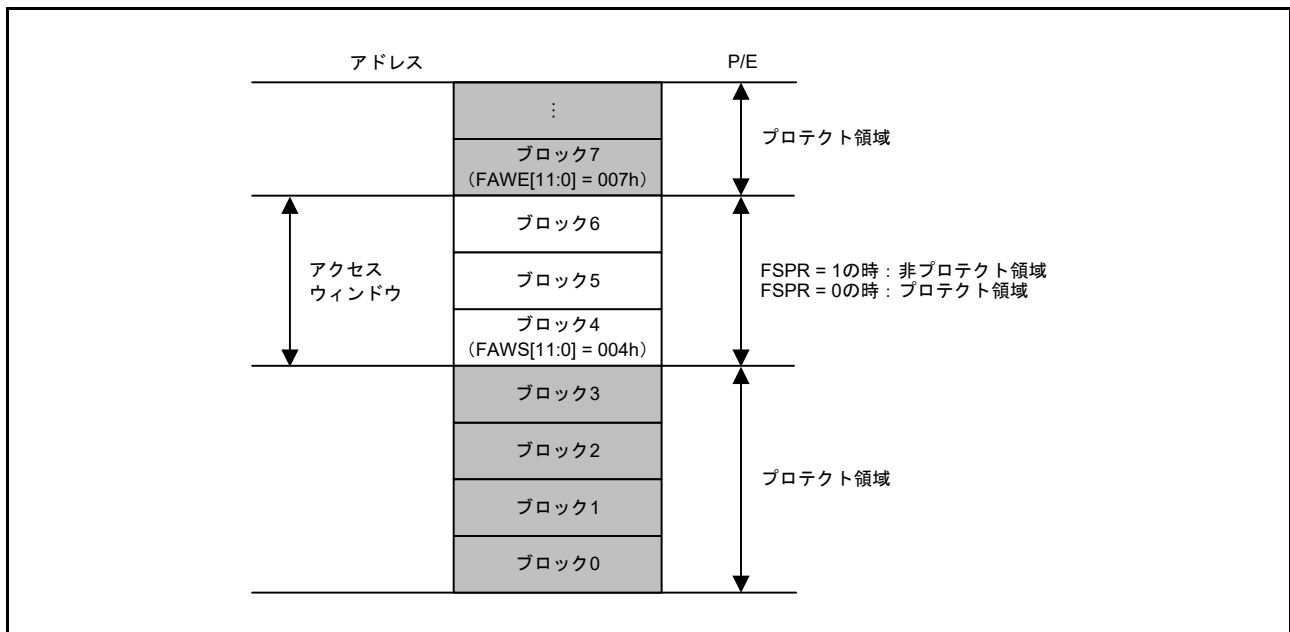 アドレス
P/E
⋮
プロテクト領域
ブロック7
（FAWE[11:0] = 007h）
ブロック6
アクセス
ウィンドウ
ブロック5
FSPR = 1の時：非プロテクト領域
FSPR = 0の時：プロテクト領域
ブロック4
（FAWS[11:0] = 004h）
ブロック3
ブロック2
プロテクト領域
ブロック1
ブロック0